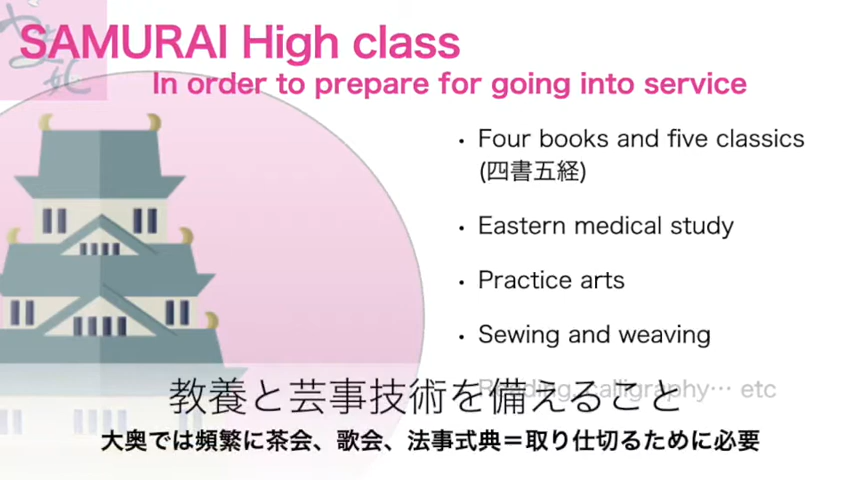 SAMURAI High class
In order to prepare for going into service
• Four books and five classics
(四書五経)
• Eastern medical study
• Practice arts
• Sewing and weaving
Reading, calligraphy… etc
教養と芸事技術を備えること
大奥では頻繁に茶会、歌会、法事式典＝取り仕切るために必要